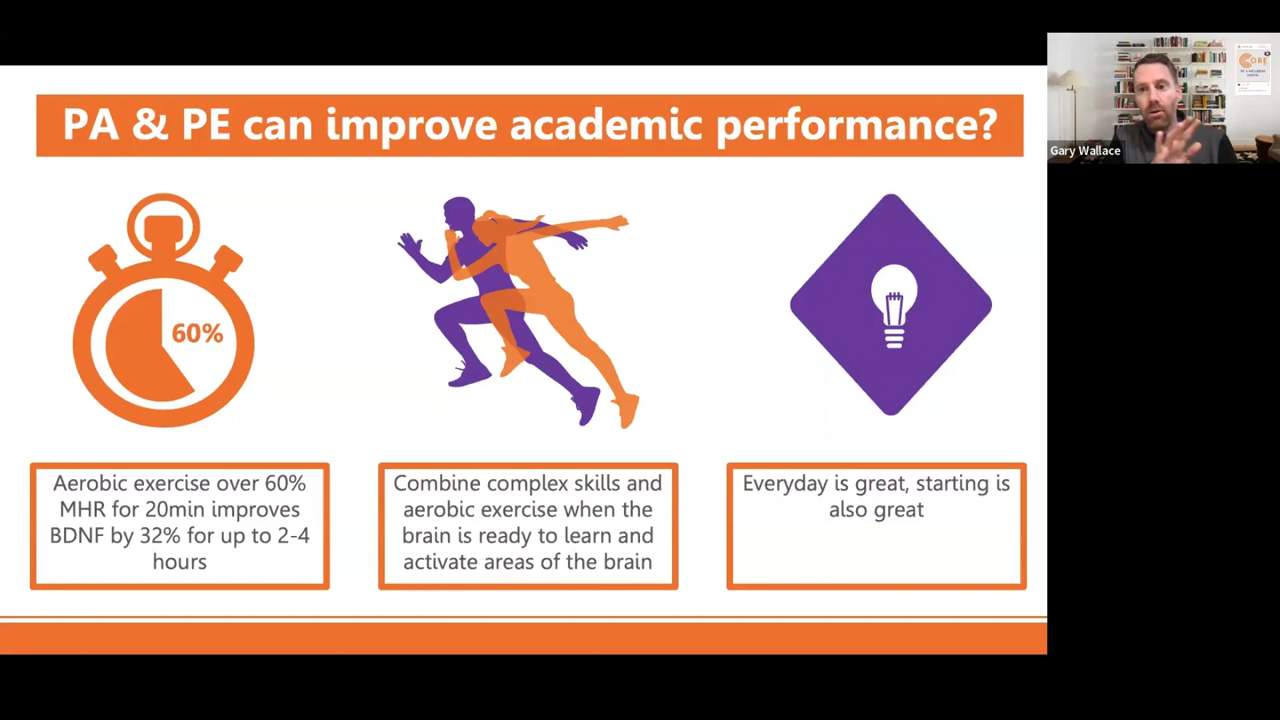 PA & PE can improve academic performance?
60%
Aerobic exercise over 60%
MHR for 20min improves
BDNF by 32% for up to 2-4
hours
Combine complex skills and
aerobic exercise when the
brain is ready to learn and
activate areas of the brain
Everyday is great, starting is
also great
CORE
Gary Wallace